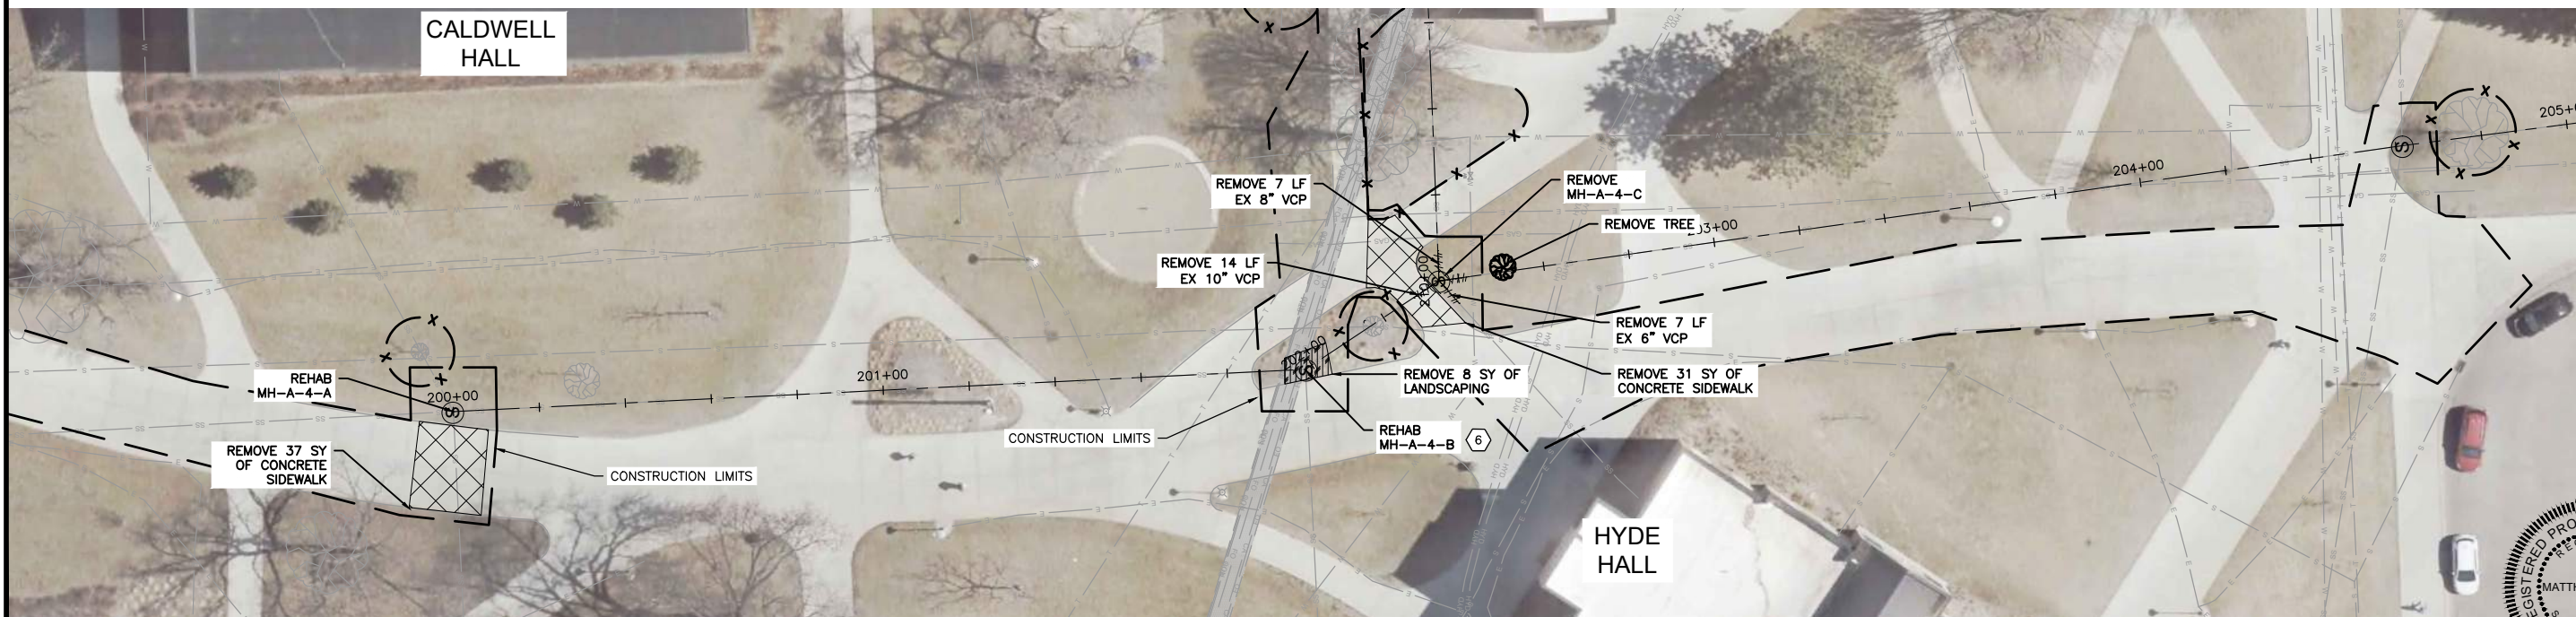 CALDWELL
HALL
REMOVE 7 LF
EX 8" VCP
REMOVE
MH-A-4-C
REMOVE TREE
REMOVE 14 LF
EX 10" VCP
REMOVE 7 LF
EX 6" VCP
REMOVE 8 SY OF
LANDSCAPING
REMOVE 31 SY OF
CONCRETE SIDEWALK
REHAB
MH-A-4-A
200+00
201+00
202+00
204+00
CONSTRUCTION LIMITS
REHAB
MH-A-4-B
6
REMOVE 37 SY
OF CONCRETE
SIDEWALK
CONSTRUCTION LIMITS
HYDE
HALL